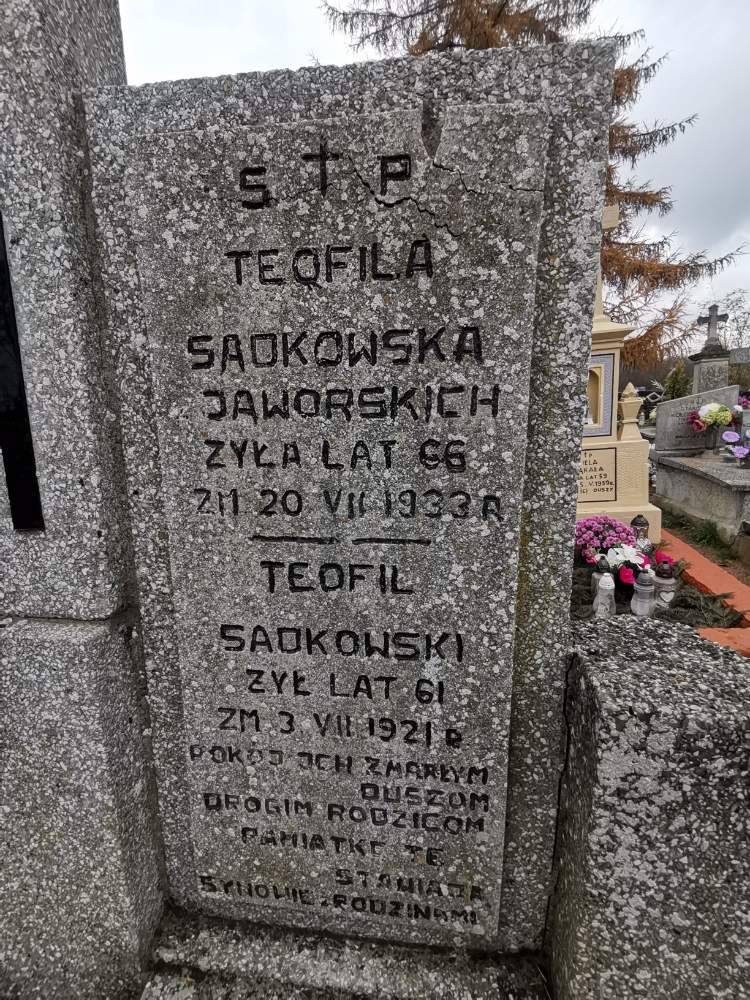 S † P
TEOFILA
SADKOWSKA
JAWORSKICH
ŻYŁA LAT 66
ZM 20 VII 1933 R
TEOFIL
SADKOWSKI
ŻYŁ LAT 61
ZM 3 VII 1921 R
POKÓJ ICH ZMARŁYM
DUSZOM
DROGIM RODZICOM
PAMIĄTKE TĘ
STAWIAJĄ
SYNOWIE z RODZINAMI